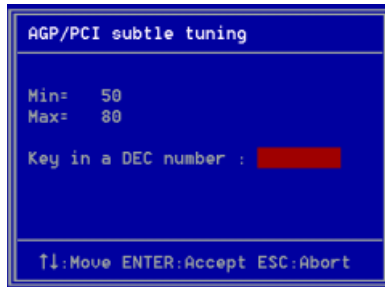 AGP/PCI subtle tuning
Min= 50
Max= 80
Key in a DEC number :
↑↓:Move ENTER:Accept ESC:Abort